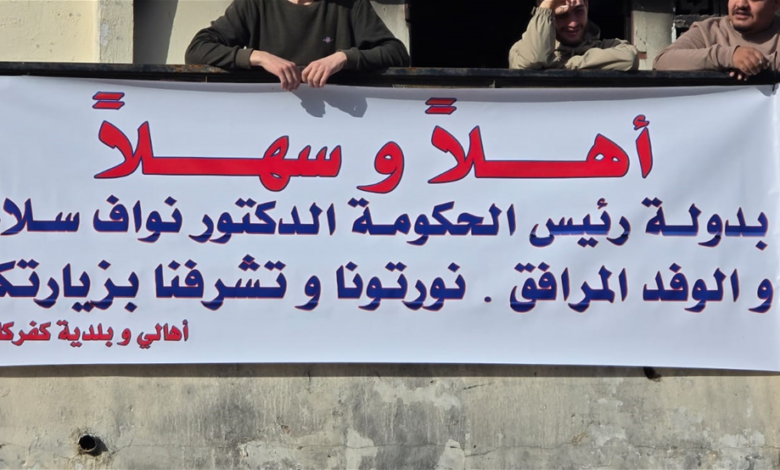 أهلاً و سهلاً
بدولة رئيس الحكومة الدكتور نواف
و الوفد المرافق . نورتونا و تشرفنا
أهالي و بلدية